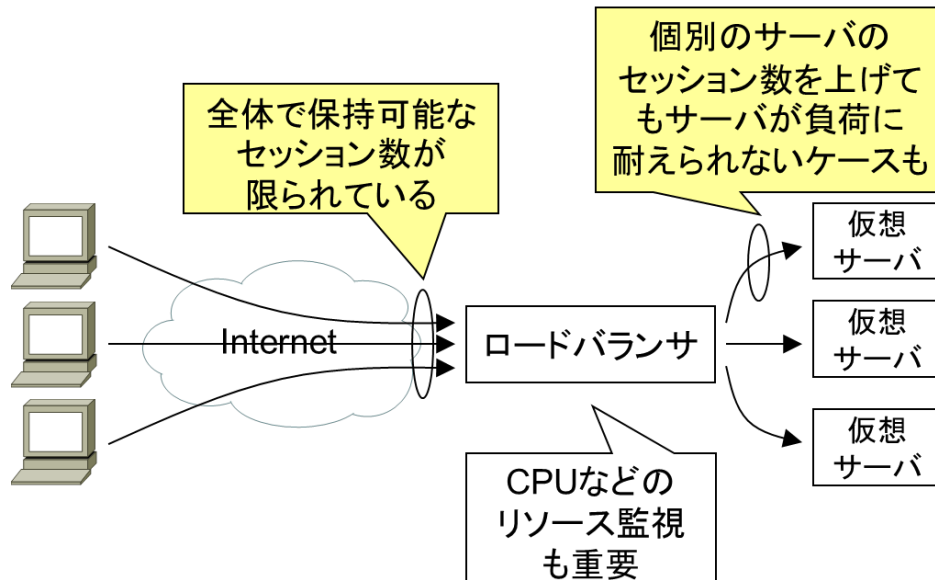 個別のサーバの
セッション数を上げて
もサーバが負荷に
耐えられないケースも
全体で保持可能な
セッション数が
限られている
仮想
サーバ
Internet
ロードバランサ
仮想
サーバ
仮想
サーバ
CPUなどの
リソース監視
も重要